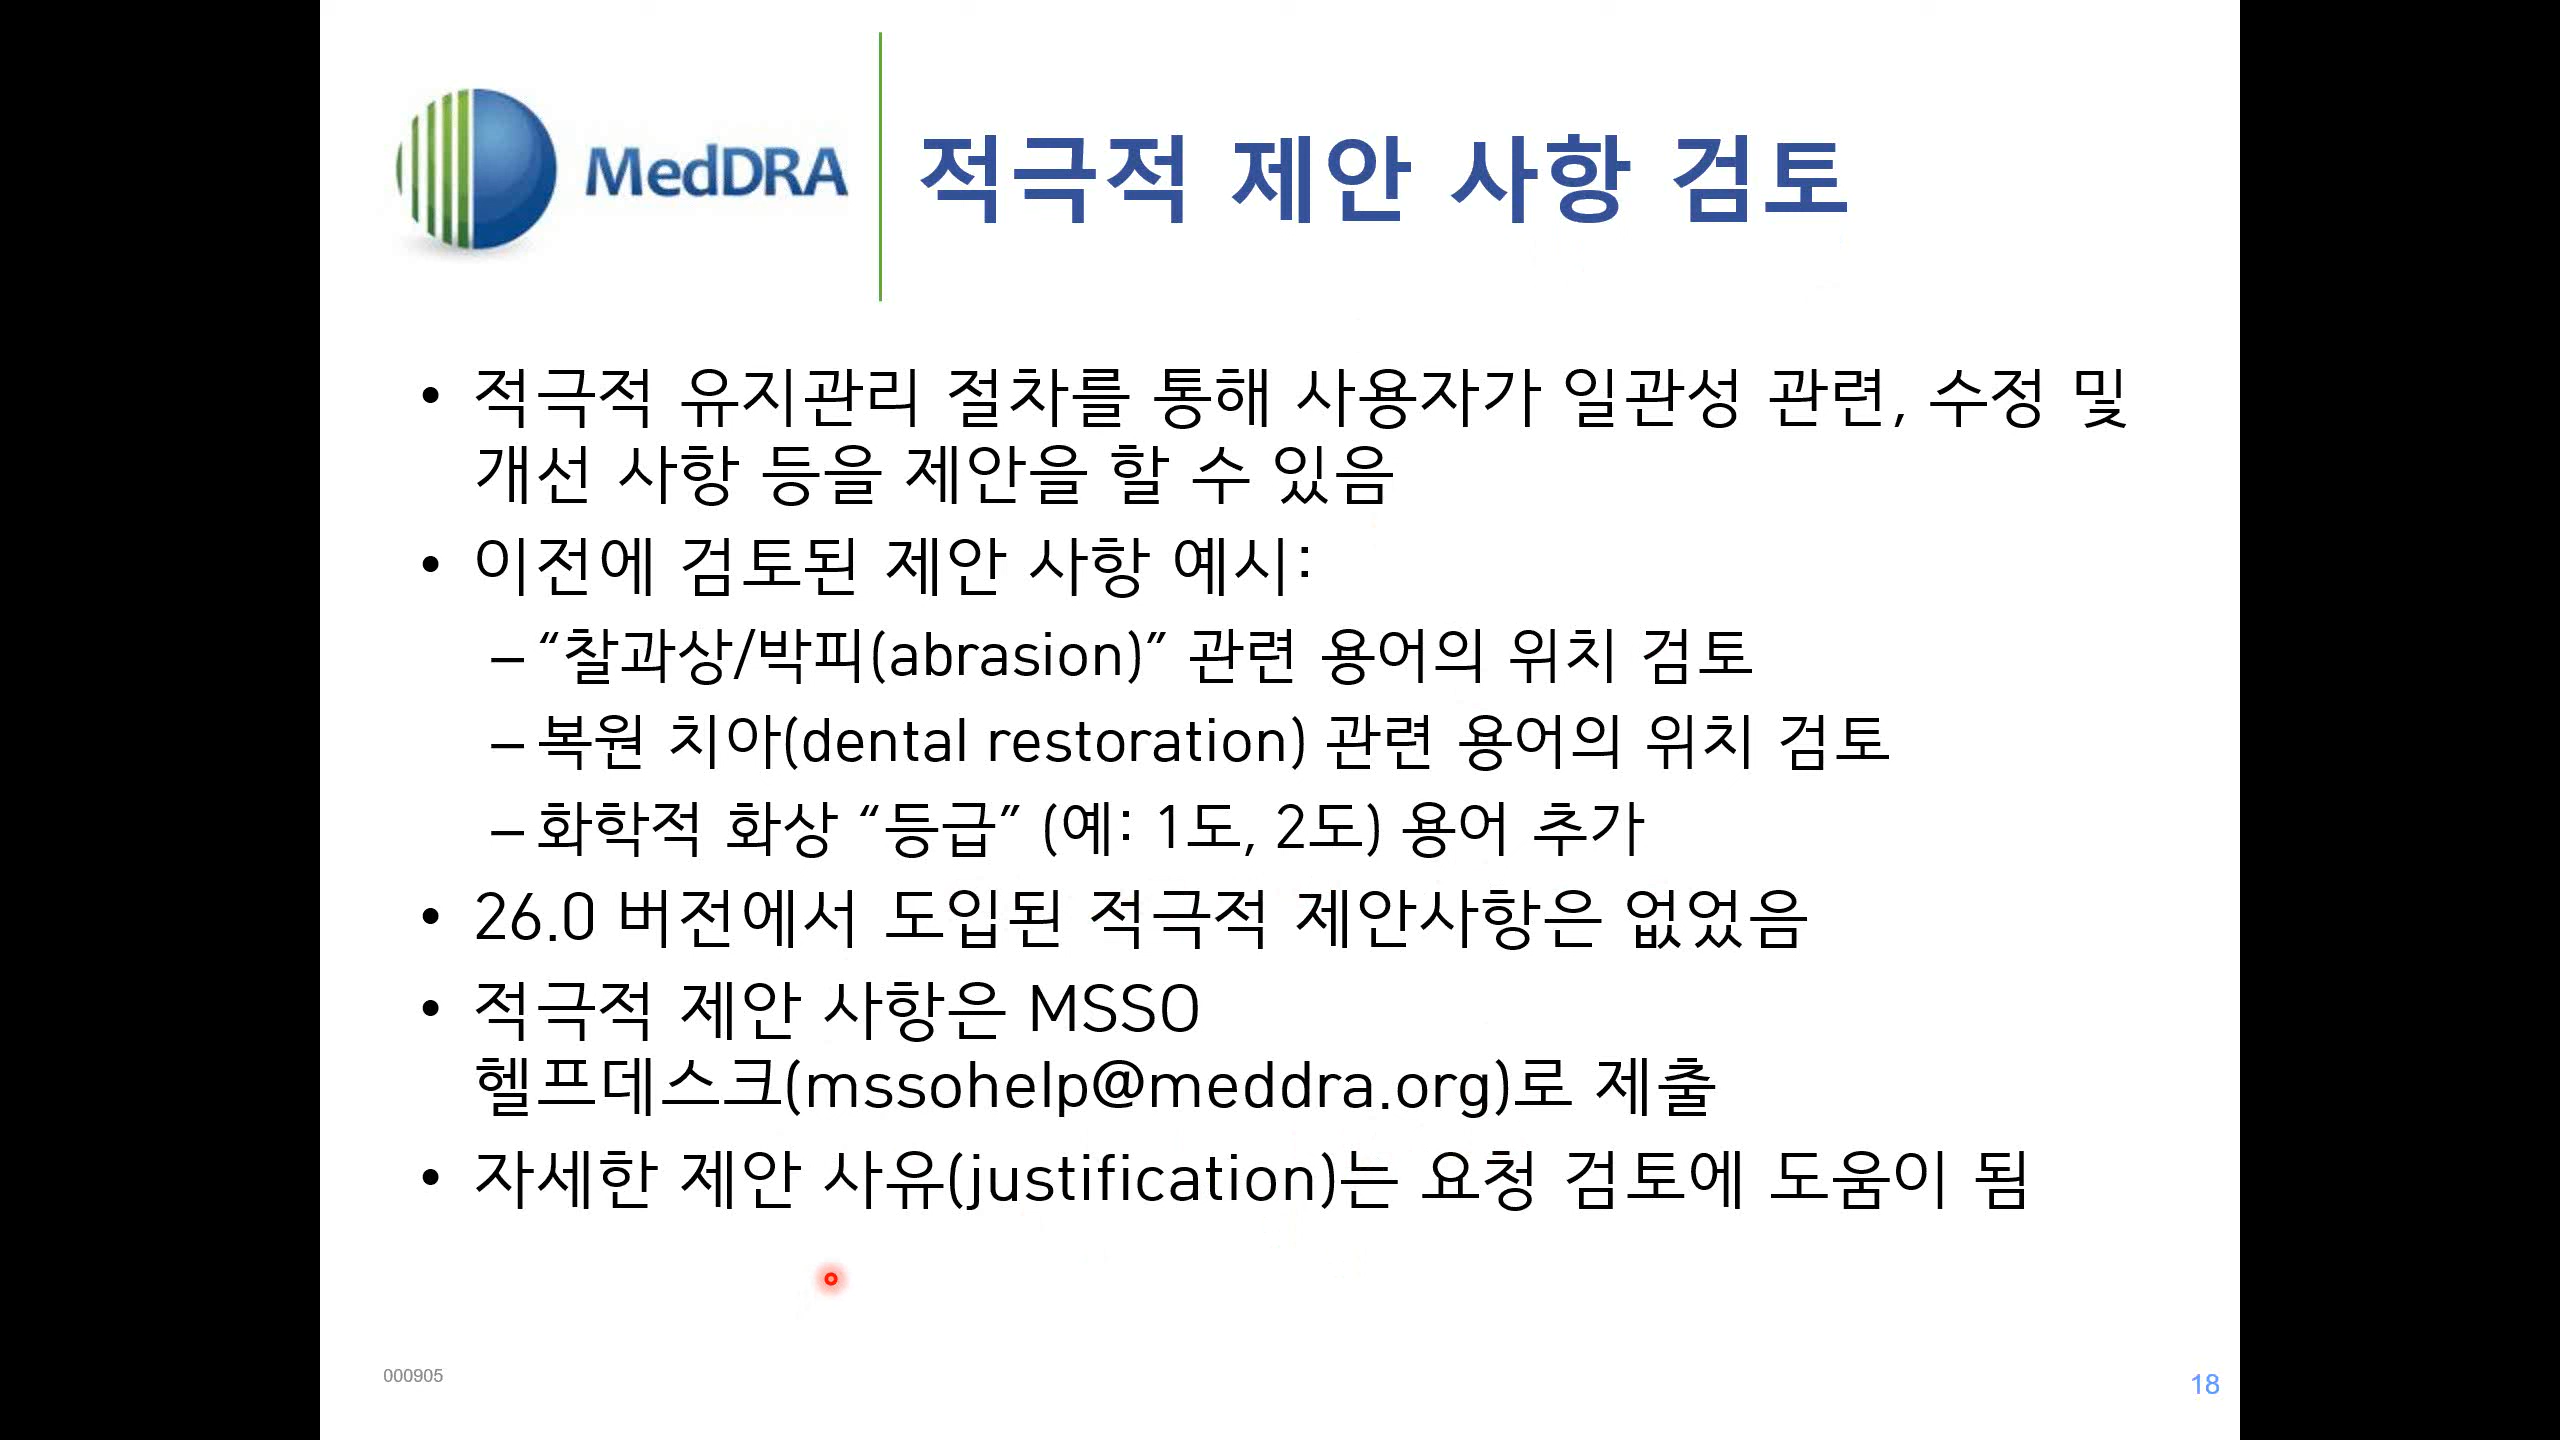 MedDRA
적극적 제안 사항 검토
• 적극적 유지관리 절차를 통해 사용자가 일관성 관련, 수정 및
개선 사항 등을 제안을 할 수 있음
• 이전에 검토된 제안 사항 예시:
– “찰과상/박피(abrasion)” 관련 용어의 위치 검토
– 복원 치아(dental restoration) 관련 용어의 위치 검토
– 화학적 화상 “등급” (예: 1도, 2도) 용어 추가
• 26.0 버전에서 도입된 적극적 제안사항은 없었음
• 적극적 제안 사항은 MSSO
헬프데스크(mssohelp@meddra.org)로 제출
• 자세한 제안 사유(justification)는 요청 검토에 도움이 됨
000905
18